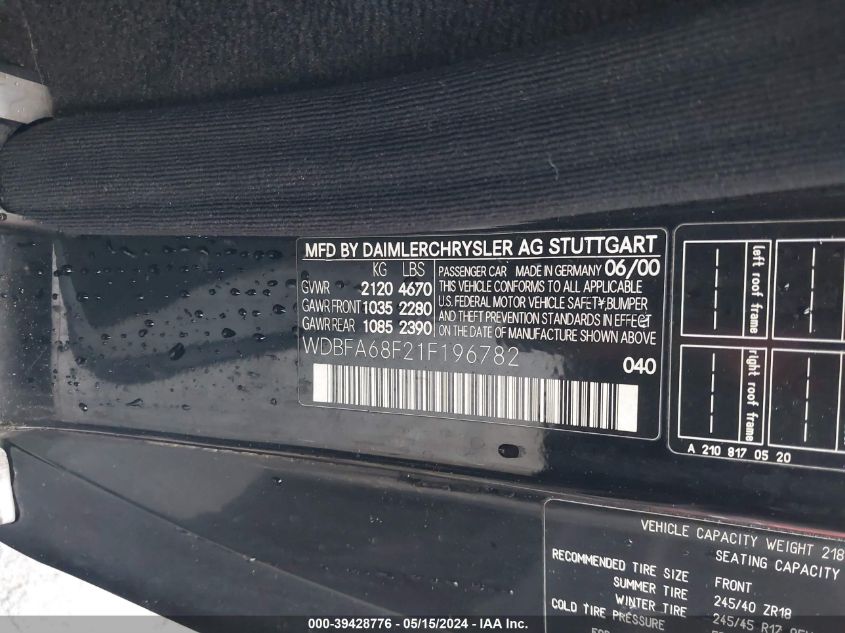 MFD BY DAIMLERCHRYSLER AG STUTTGART
KG LBS
GVWR 2120 4670
GAWR FRONT 1035 2280
GAWR REAR 1085 2390
PASSENGER CAR MADE IN GERMANY 06/00
THIS VEHICLE CONFORMS TO ALL APPLICABLE
U.S. FEDERAL MOTOR VEHICLE SAFETY, BUMPER
AND THEFT PREVENTION STANDARDS IN EFFECT
ON THE DATE OF MANUFACTURE SHOWN ABOVE
WDBFA68F21F196782
040
left roof frame
right roof frame
A 210 817 05 20
VEHICLE CAPACITY WEIGHT 218
SEATING CAPACITY
RECOMMENDED TIRE SIZE FRONT
SUMMER TIRE 245/40 ZR18
WINTER TIRE 245/45 R17
COLD TIRE PRESSURE
000-39428776 - 05/15/2024 - IAA Inc.